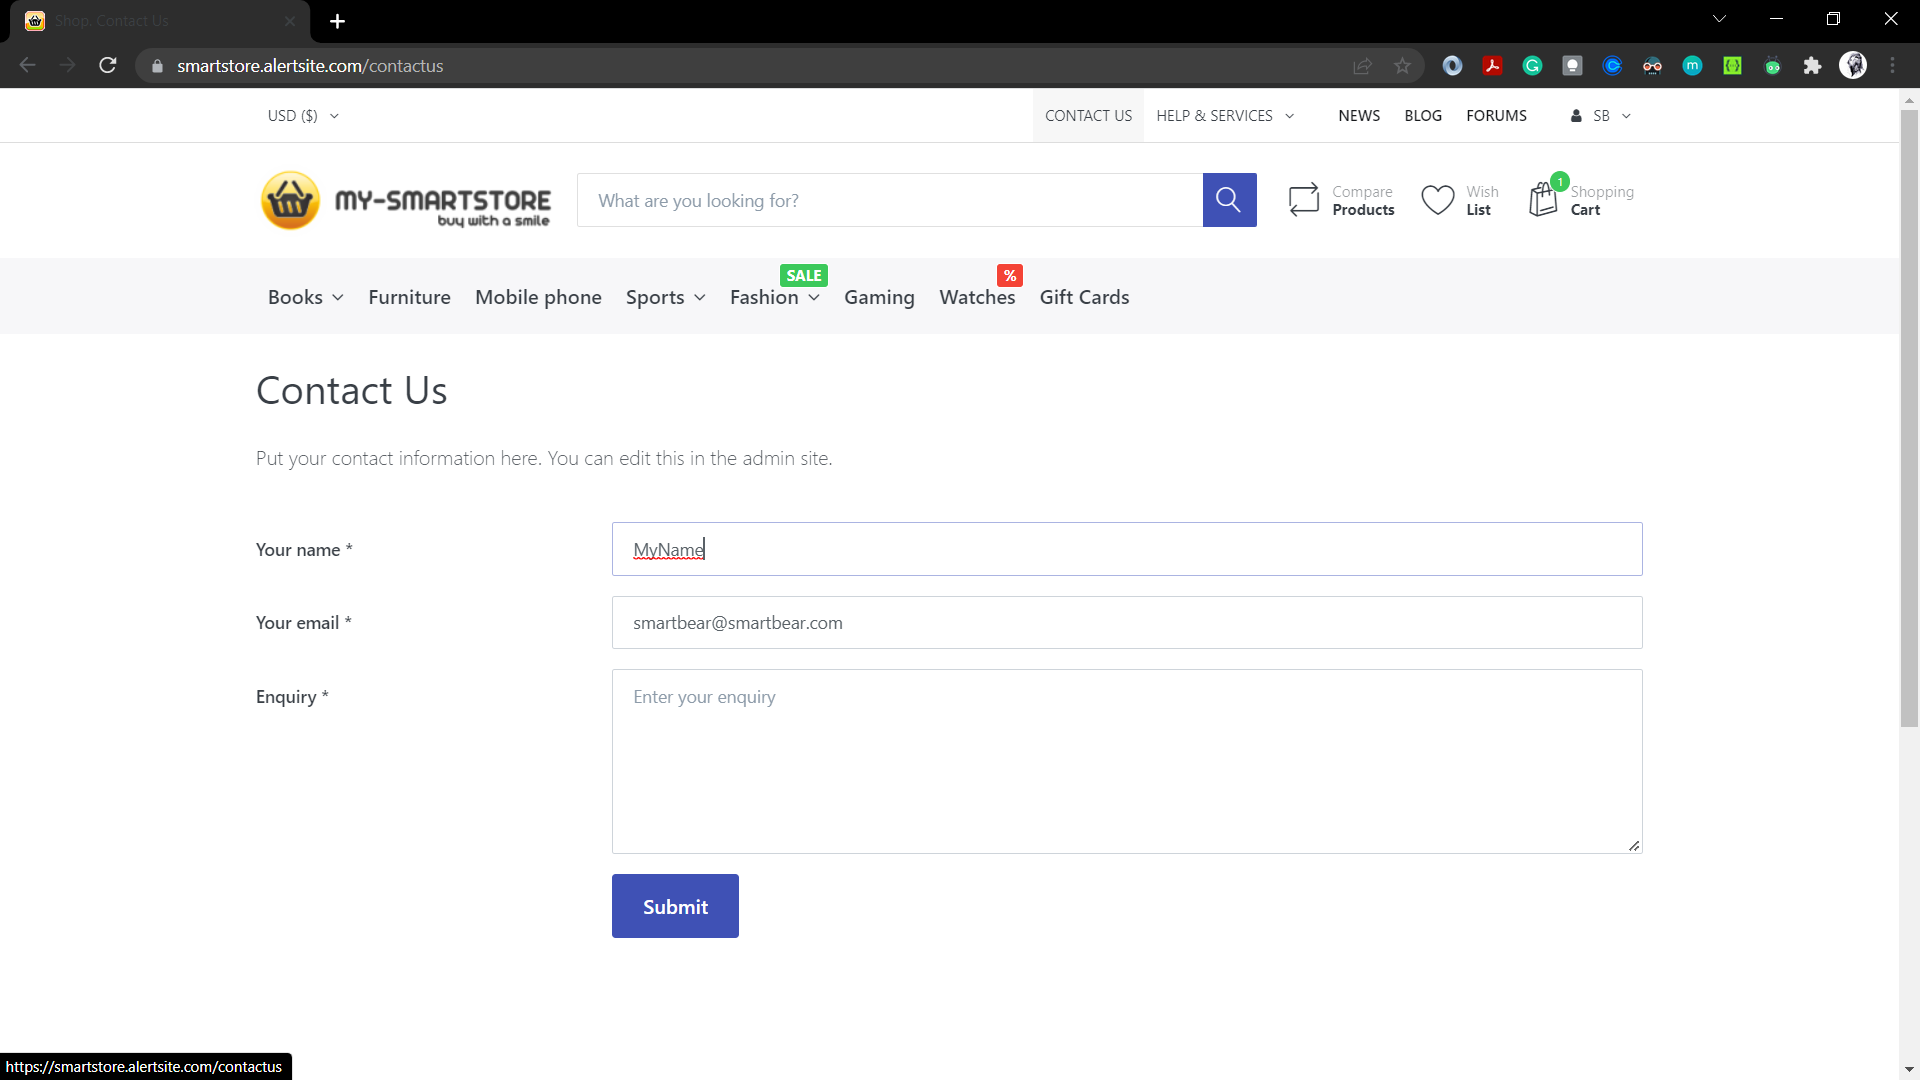 Shop. Contact Us
smartstore.alertsite.com/contactus
USD ($)
CONTACT US
HELP & SERVICES
NEWS
BLOG
FORUMS
SB
MY-SMARTSTORE
buy with a smile
What are you looking for?
Compare
Products
Wish
List
1
Shopping
Cart
SALE
%
Books
Furniture
Mobile phone
Sports
Fashion
Gaming
Watches
Gift Cards
Contact Us
Put your contact information here. You can edit this in the admin site.
Your name *
MyName
Your email *
smartbear@smartbear.com
Enquiry *
Enter your enquiry
Submit
https://smartstore.alertsite.com/contactus